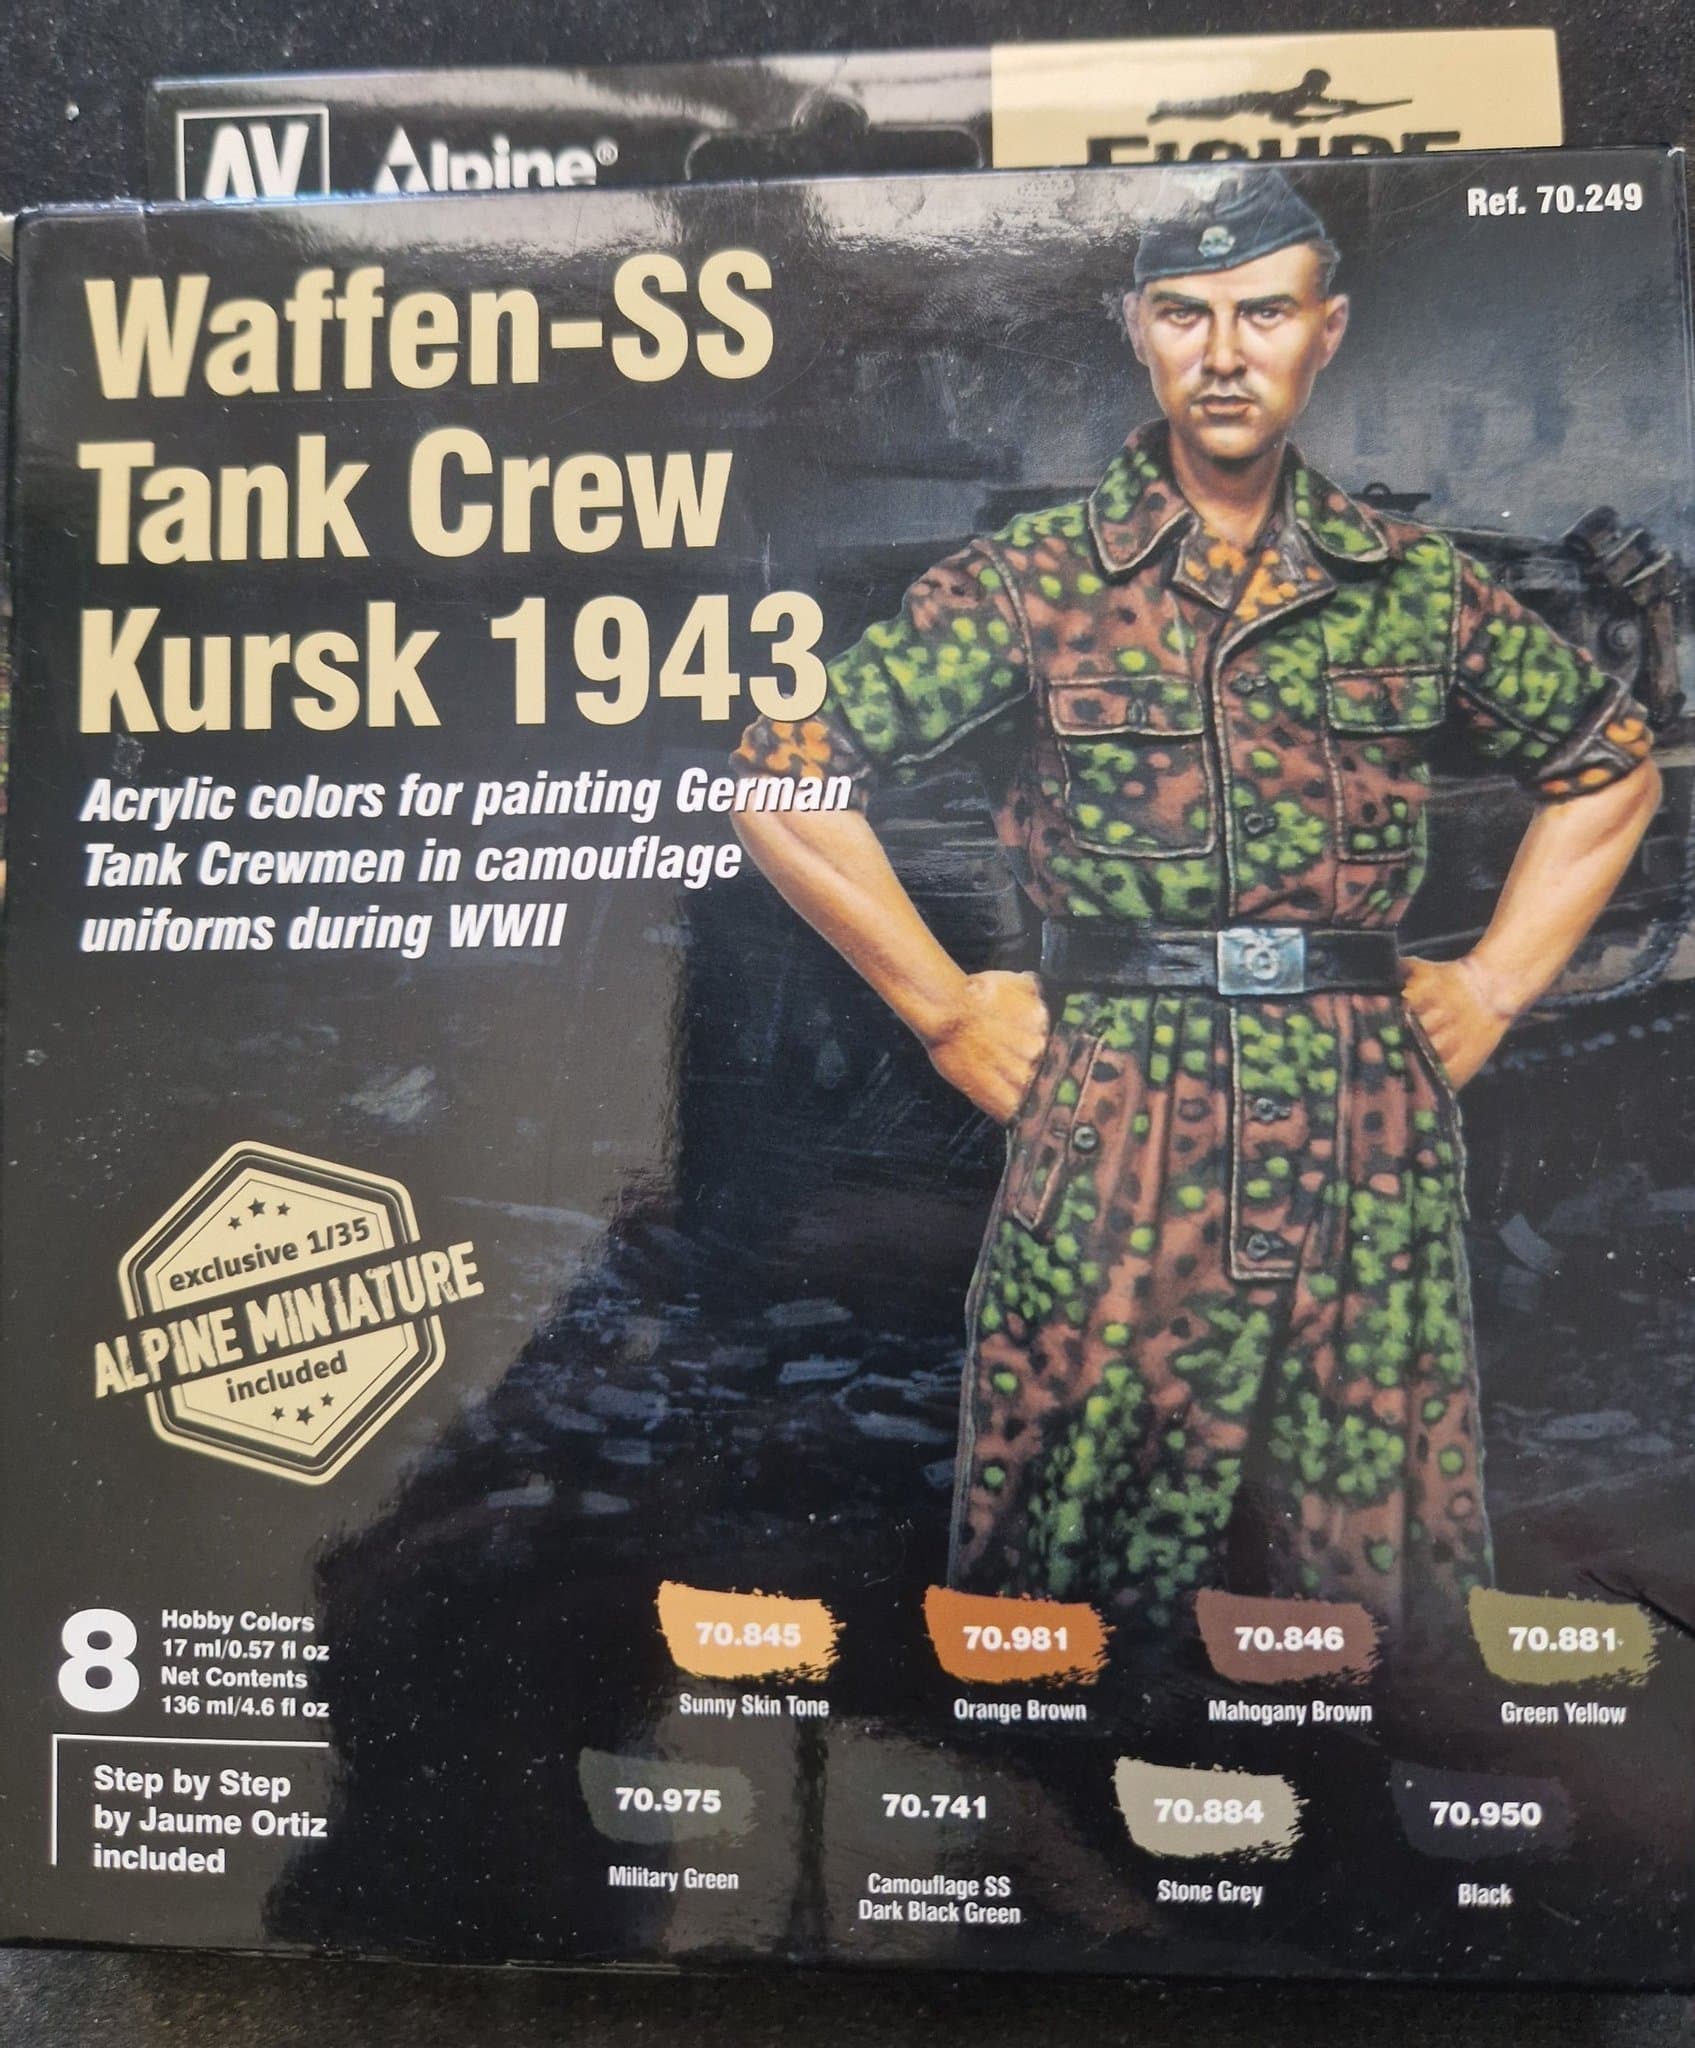 AV Alpine®
FIGURE
Ref. 70.249
Waffen-SS
Tank Crew
Kursk 1943
Acrylic colors for painting German
Tank Crewmen in camouflage
uniforms during WWII
exclusive 1/35
ALPINE MINIATURE
included
8
Hobby Colors
17 ml/0.57 fl oz
Net Contents
136 ml/4.6 fl oz
Step by Step
by Jaume Ortiz
included
70.845
Sunny Skin Tone
70.981
Orange Brown
70.846
Mahogany Brown
70.881
Green Yellow
70.975
Military Green
70.741
Camouflage SS
Dark Black Green
70.884
Stone Grey
70.950
Black